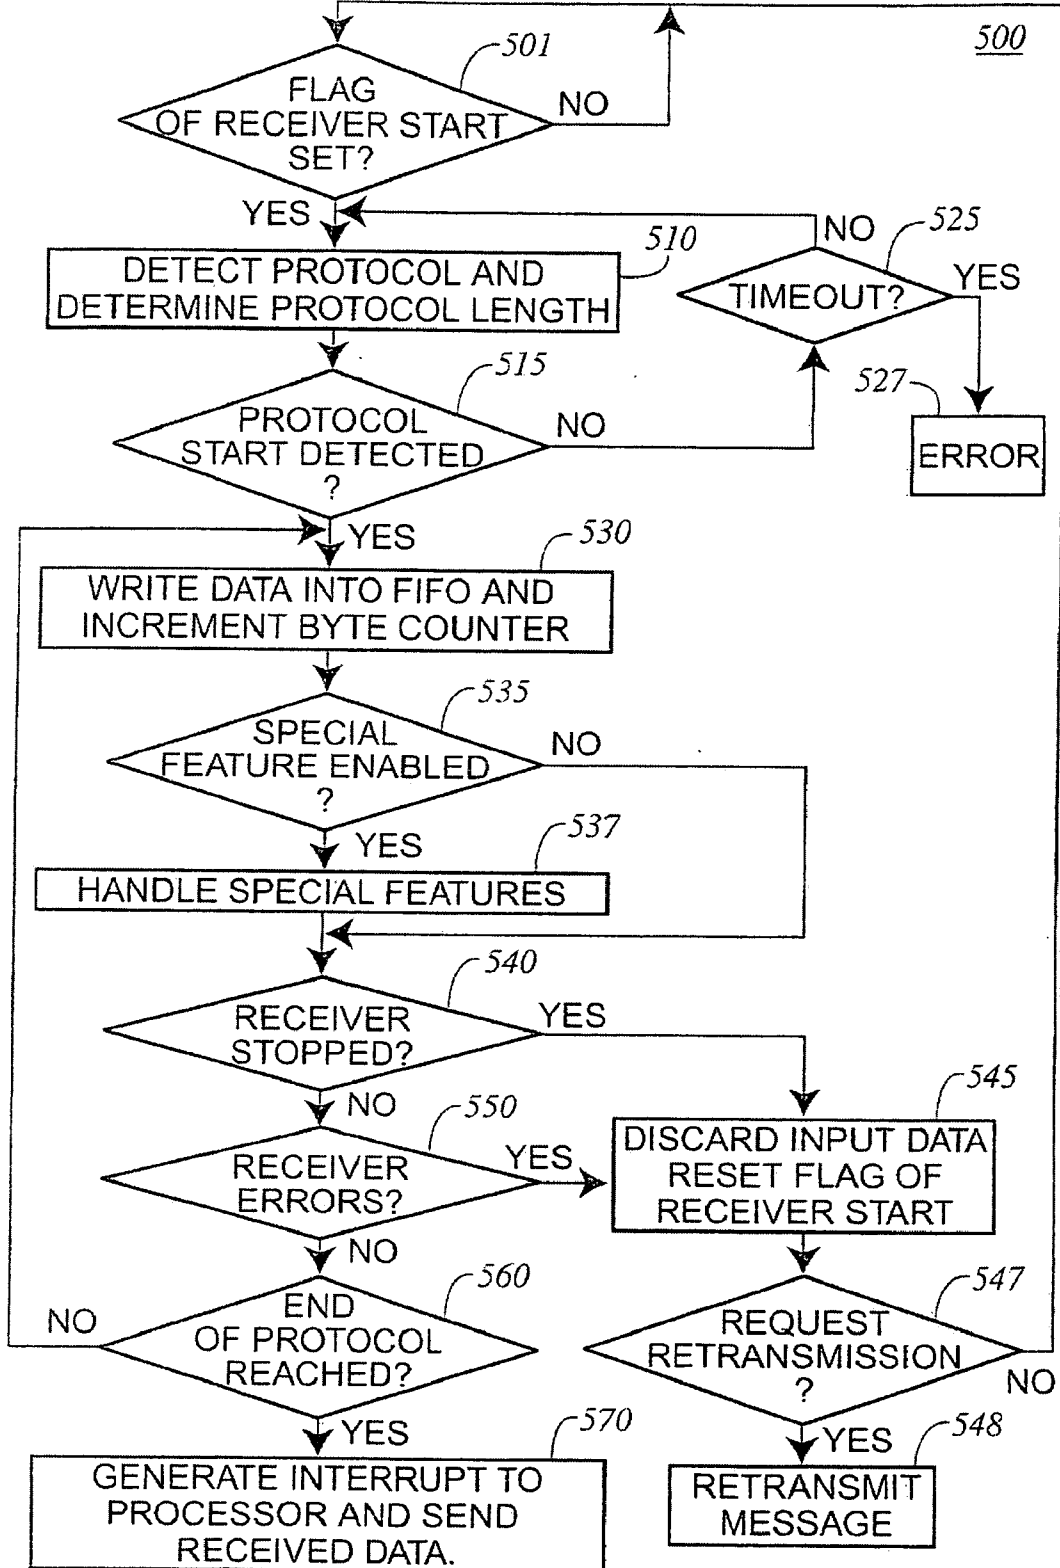 500
501
FLAG
OF RECEIVER START
SET?
NO
YES
510
DETECT PROTOCOL AND
DETERMINE PROTOCOL LENGTH
NO
525
TIMEOUT?
YES
527
ERROR
515
PROTOCOL
START DETECTED
?
NO
YES
530
WRITE DATA INTO FIFO AND
INCREMENT BYTE COUNTER
535
SPECIAL
FEATURE ENABLED
?
NO
YES
537
HANDLE SPECIAL FEATURES
540
RECEIVER
STOPPED?
YES
NO
545
DISCARD INPUT DATA
RESET FLAG OF
RECEIVER START
550
RECEIVER
ERRORS?
YES
NO
547
REQUEST
RETRANSMISSION
?
NO
YES
548
RETRANSMIT
MESSAGE
560
END
OF PROTOCOL
REACHED?
NO
YES
570
GENERATE INTERRUPT TO
PROCESSOR AND SEND
RECEIVED DATA.